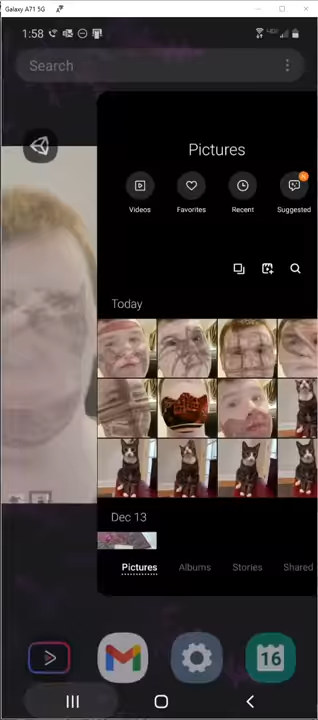 Galaxy A71 5G
1:58
Search
Pictures
N
Videos
Favorites
Recent
Suggested
Today
Dec 13
Pictures
Albums
Stories
Shared
16